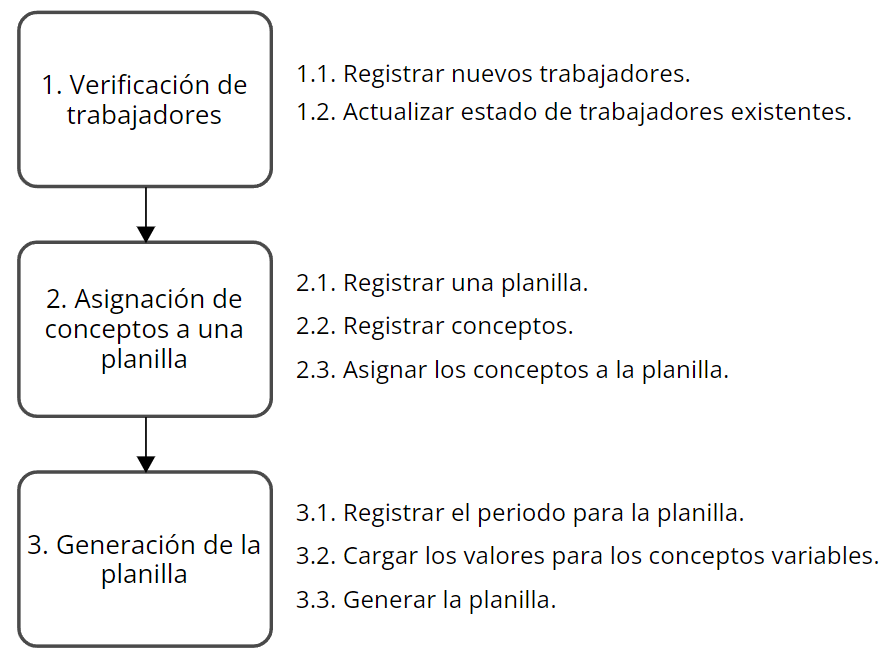 1. Verificación de
trabajadores
1.1. Registrar nuevos trabajadores.
1.2. Actualizar estado de trabajadores existentes.
2. Asignación de
conceptos a una
planilla
2.1. Registrar una planilla.
2.2. Registrar conceptos.
2.3. Asignar los conceptos a la planilla.
3. Generación de la
planilla
3.1. Registrar el periodo para la planilla.
3.2. Cargar los valores para los conceptos variables.
3.3. Generar la planilla.